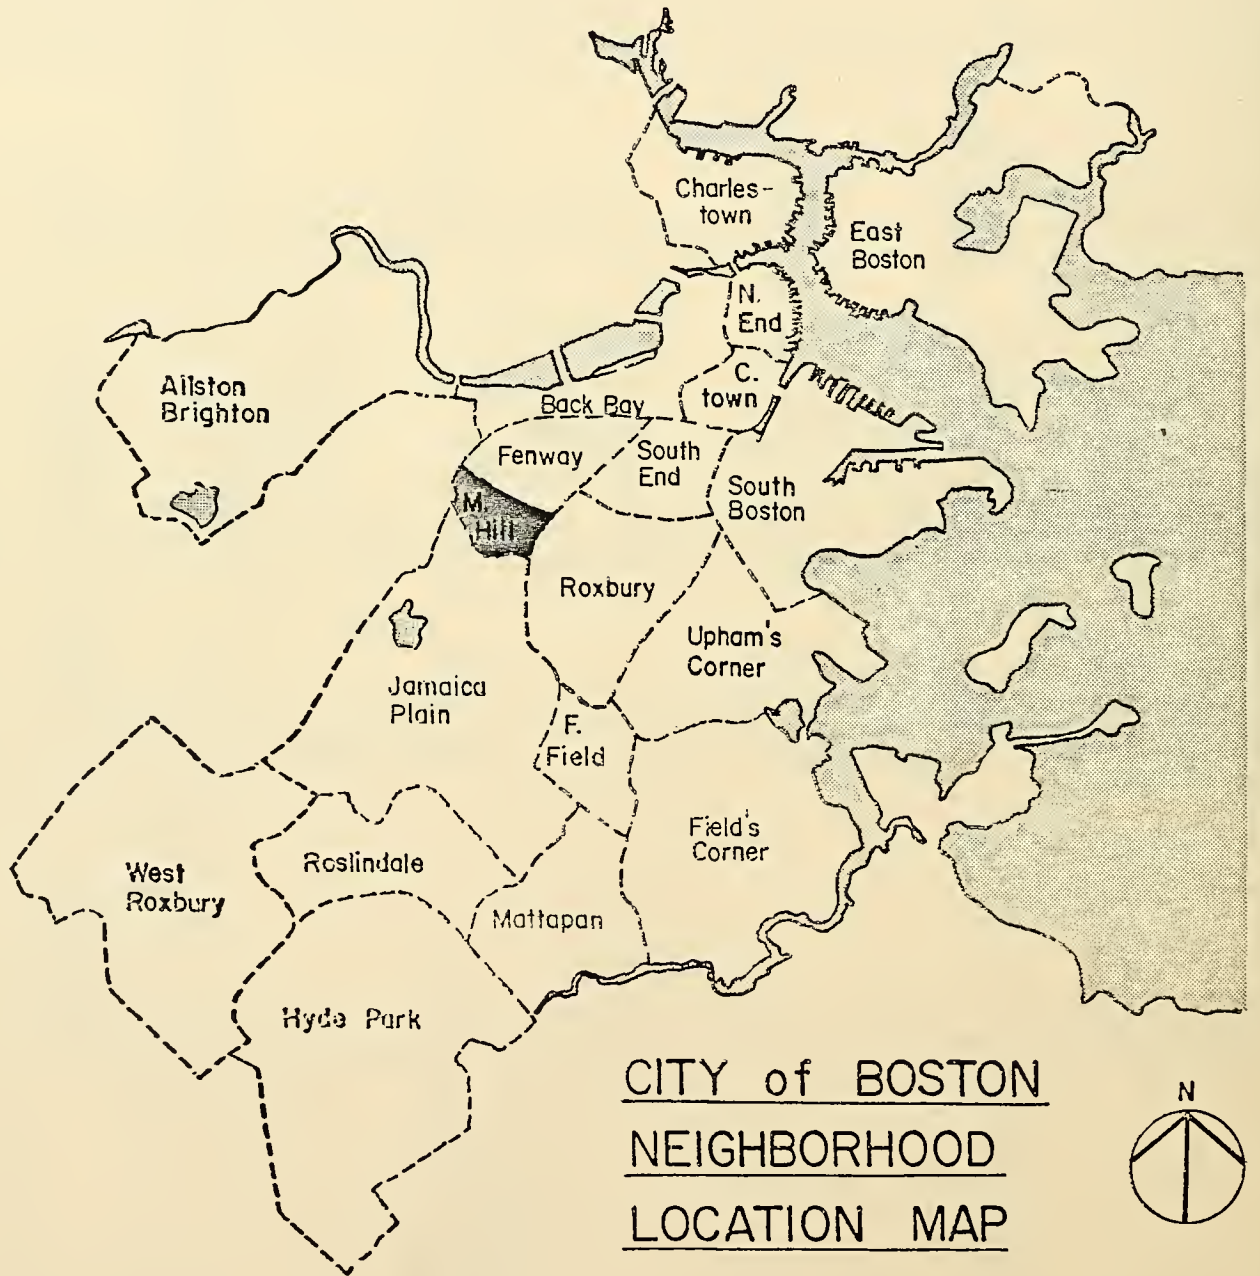 Charles-
town
East
Boston
N.
End
C.
town
Allston
Brighton
Back Bay
Fenway
South
End
South
Boston
M.
Hill
Roxbury
Upham's
Corner
Jamaica
Plain
F.
Field
Field's
Corner
West
Roxbury
Roslindale
Mattapan
Hyde Park
CITY of BOSTON
NEIGHBORHOOD
LOCATION MAP
N